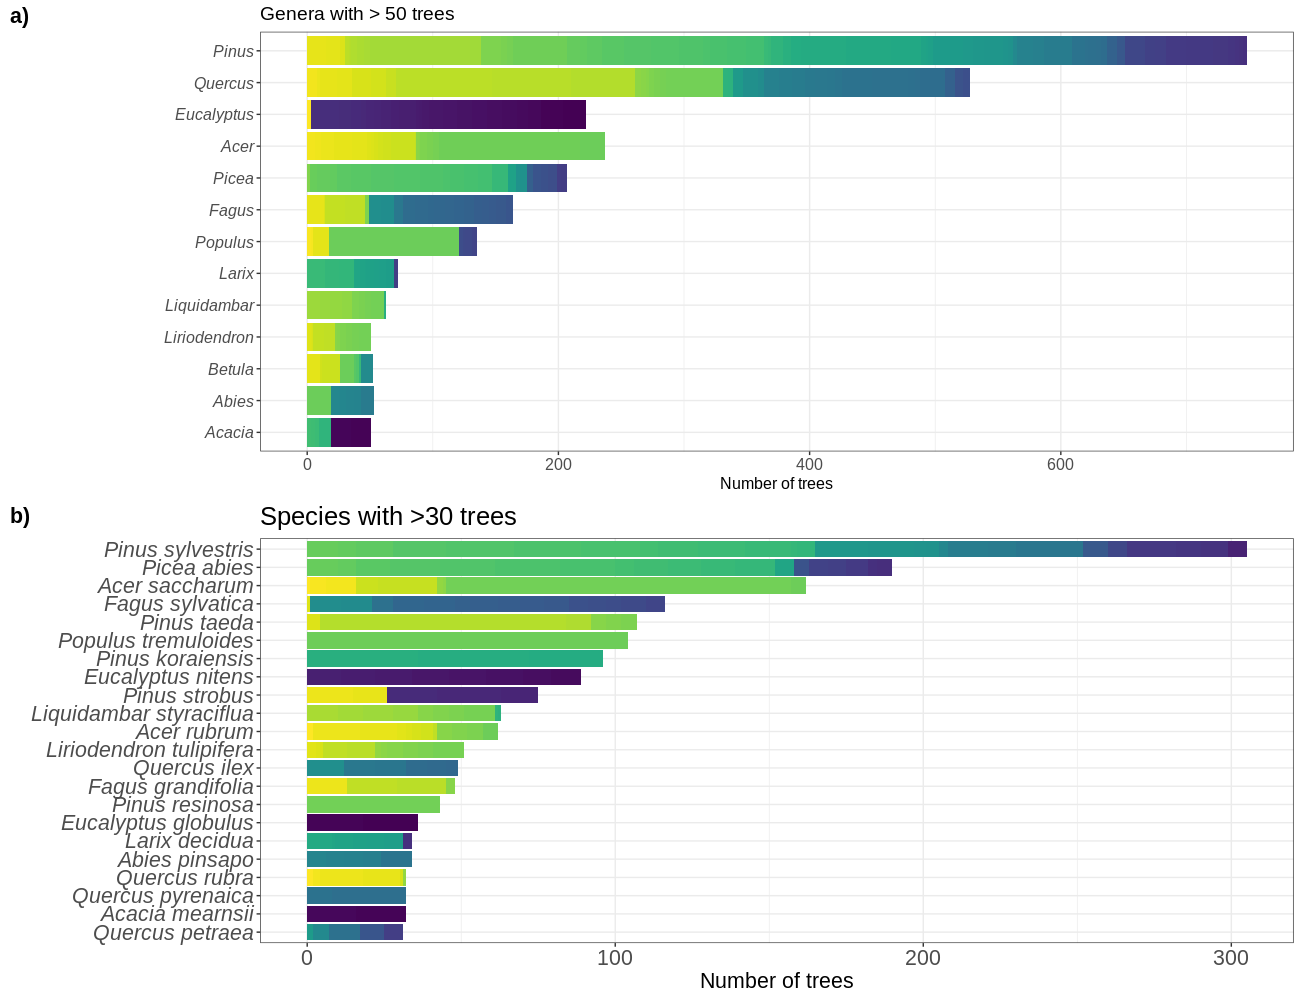 a)
Genera with > 50 trees
Pinus
Quercus
Eucalyptus
Acer
Picea
Fagus
Populus
Larix
Liquidambar
Liriodendron
Betula
Abies
Acacia
0 200 400 600
Number of trees
b)
Species with >30 trees
Pinus sylvestris
Picea abies
Acer saccharum
Fagus sylvatica
Pinus taeda
Populus tremuloides
Pinus koraiensis
Eucalyptus nitens
Pinus strobus
Liquidambar styraciflua
Acer rubrum
Liriodendron tulipifera
Quercus ilex
Fagus grandifolia
Pinus resinosa
Eucalyptus globulus
Larix decidua
Abies pinsapo
Quercus rubra
Quercus pyrenaica
Acacia mearnsii
Quercus petraea
0 100 200 300
Number of trees